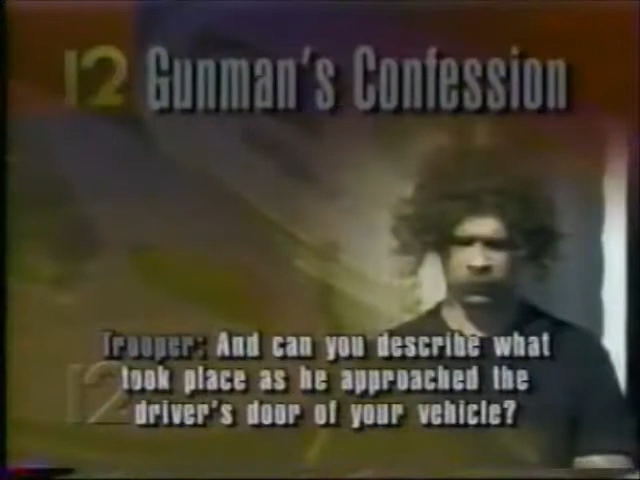 12 Gunman's Confession
Trooper: And can you describe what
took place as he approached the
12
driver's door of your vehicle?